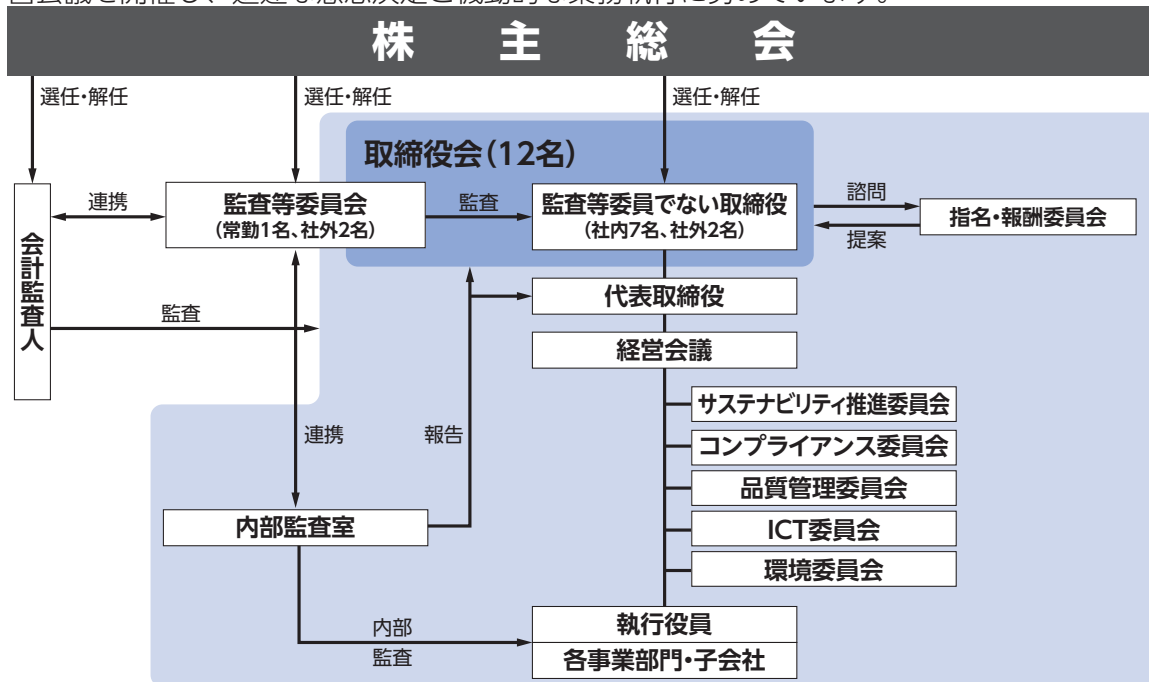 株主総会
選任・解任
選任・解任
選任・解任
取締役会(12名)
会計監査人
連携
監査等委員会
(常勤1名、社外2名)
監査
監査等委員でない取締役
(社内7名、社外2名)
諮問
提案
指名・報酬委員会
監査
代表取締役
経営会議
サステナビリティ推進委員会
コンプライアンス委員会
品質管理委員会
ICT委員会
環境委員会
連携
報告
内部監査室
内部
監査
執行役員
各事業部門・子会社